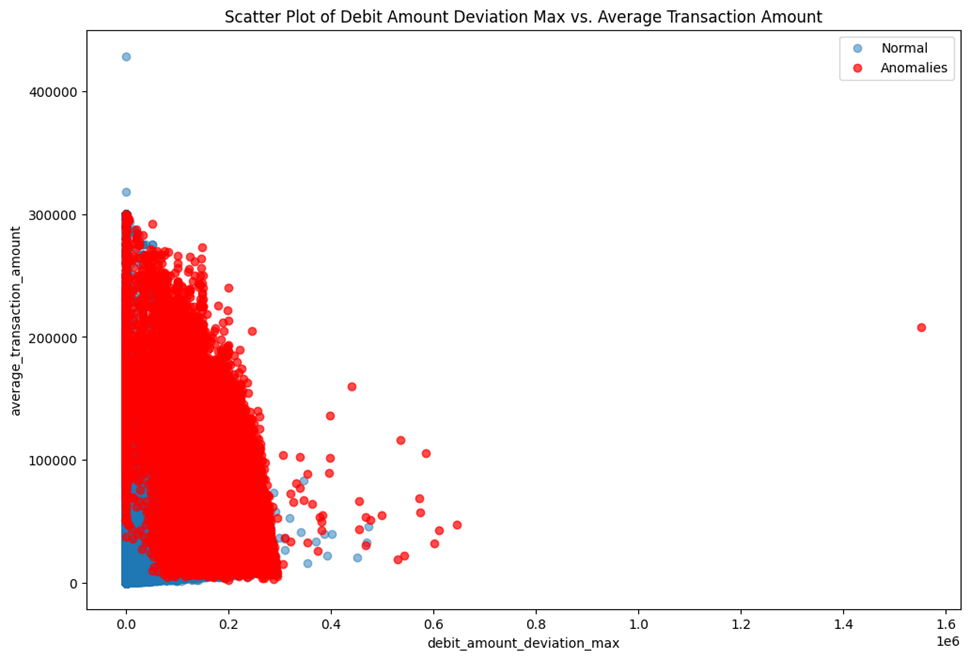 Scatter Plot of Debit Amount Deviation Max vs. Average Transaction Amount
Normal
Anomalies
400000
300000
200000
100000
0
average_transaction_amount
0.0 0.2 0.4 0.6 0.8 1.0 1.2 1.4 1.6
1e6
debit_amount_deviation_max